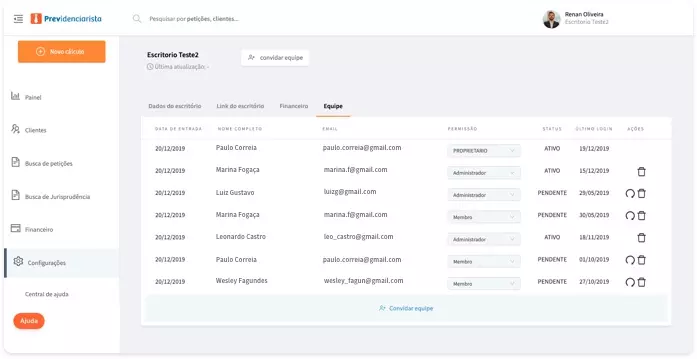 Previdenciarista
Pesquisar por petições, clientes...
Renan Oliveira
Escritorio Teste2
Novo cálculo
Painel
Clientes
Busca de petições
Busca de Jurisprudência
Financeiro
Configurações
Central de ajuda
Ajuda
Escritorio Teste2
Última atualização: -
convidar equipe
Dados do escritório Link do escritório Financeiro Equipe
DATA DE ENTRADA NOME COMPLETO EMAIL PERMISSÃO STATUS ÚLTIMO LOGIN AÇÕES
20/12/2019 Paulo Correia paulo.correia@gmail.com PROPRIETARIO ATIVO 19/12/2019
20/12/2019 Marina Fogaça marina.f@gmail.com Administrador ATIVO 15/12/2019
20/12/2019 Luiz Gustavo luizg@gmail.com Administrador PENDENTE 29/05/2019
20/12/2019 Marina Fogaça marina.f@gmail.com Membro PENDENTE 30/05/2019
20/12/2019 Leonardo Castro leo_castro@gmail.com Administrador ATIVO 18/11/2019
20/12/2019 Paulo Correia paulo.correia@gmail.com Membro PENDENTE 01/10/2019
20/12/2019 Wesley Fagundes wesley_fagun@gmail.com Membro PENDENTE 27/10/2019
Convidar equipe